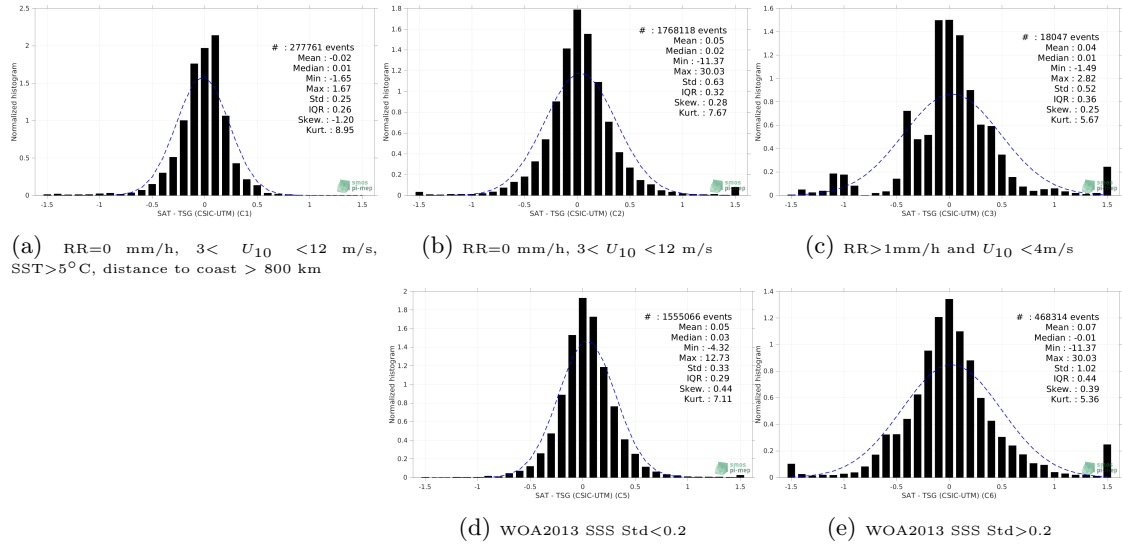 2.5
2
1.5
1
0.5
0
Normalized histogram
# : 277761 events
Mean : -0.02
Median : 0.01
Min : -1.65
Max : 1.67
Std : 0.25
IQR : 0.26
Skew. : -1.20
Kurt. : 8.95
smos
pi-mep
-1.5 -1 -0.5 0 0.5 1 1.5
SAT - TSG (CSIC-UTM) (C1)
(a) RR=0 mm/h, 3< U10 <12 m/s,
SST>5°C, distance to coast > 800 km
1.8
1.6
1.4
1.2
1
0.8
0.6
0.4
0.2
0
Normalized histogram
# : 1768118 events
Mean : 0.05
Median : 0.02
Min : -11.37
Max : 30.03
Std : 0.63
IQR : 0.32
Skew. : 0.28
Kurt. : 7.67
smos
pi-mep
-1.5 -1 -0.5 0 0.5 1 1.5
SAT - TSG (CSIC-UTM) (C2)
(b) RR=0 mm/h, 3< U10 <12 m/s
1.6
1.4
1.2
1
0.8
0.6
0.4
0.2
0
Normalized histogram
# : 18047 events
Mean : 0.04
Median : 0.01
Min : -1.49
Max : 2.82
Std : 0.52
IQR : 0.36
Skew. : 0.25
Kurt. : 5.67
smos
pi-mep
-1.5 -1 -0.5 0 0.5 1 1.5
SAT - TSG (CSIC-UTM) (C3)
(c) RR>1mm/h and U10 <4m/s
2
1.8
1.6
1.4
1.2
1
0.8
0.6
0.4
0.2
0
Normalized histogram
# : 1555066 events
Mean : 0.05
Median : 0.03
Min : -4.32
Max : 12.73
Std : 0.33
IQR : 0.29
Skew. : 0.44
Kurt. : 7.11
smos
pi-mep
-1.5 -1 -0.5 0 0.5 1 1.5
SAT - TSG (CSIC-UTM) (C5)
(d) WOA2013 SSS Std<0.2
1.4
1.2
1
0.8
0.6
0.4
0.2
0
Normalized histogram
# : 468314 events
Mean : 0.07
Median : -0.01
Min : -11.37
Max : 30.03
Std : 1.02
IQR : 0.44
Skew. : 0.39
Kurt. : 5.36
smos
pi-mep
-1.5 -1 -0.5 0 0.5 1 1.5
SAT - TSG (CSIC-UTM) (C6)
(e) WOA2013 SSS Std>0.2